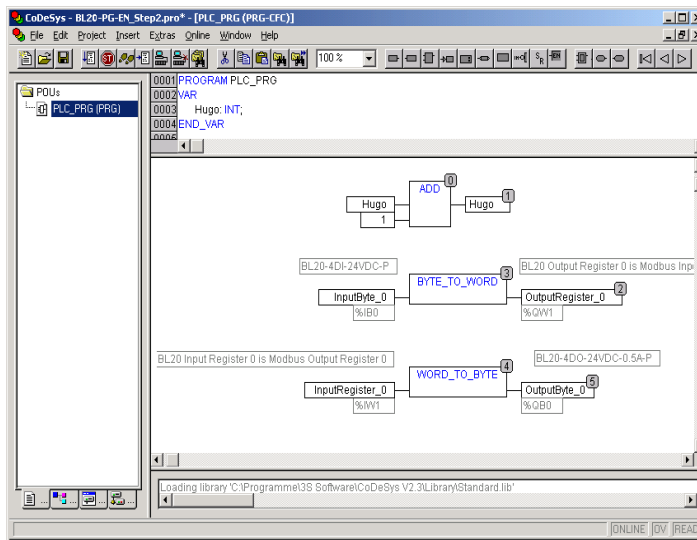 CoDeSys - BL20-PG-EN_Step2.pro* - [PLC_PRG (PRG-CFC)]
File Edit Project Insert Extras Online Window Help
100 %
POUs
PLC_PRG (PRG)
0001 PROGRAM PLC_PRG
0002 VAR
0003 Hugo: INT;
0004 END_VAR
0005
ADD 0
Hugo Hugo 1
1
BL20-4DI-24VDC-P BL20 Output Register 0 is Modbus Inp
BYTE_TO_WORD 3
InputByte_0 OutputRegister_0 2
%IB0 %QW1
BL20 Input Register 0 is Modbus Output Register 0 BL20-4DO-24VDC-0.5A-P
WORD_TO_BYTE 4
InputRegister_0 OutputByte_0 5
%IW1 %QB0
Loading library 'C:\Programme\3S Software\CoDeSys V2.3\Library\Standard.lib'
ONLINE OV READ